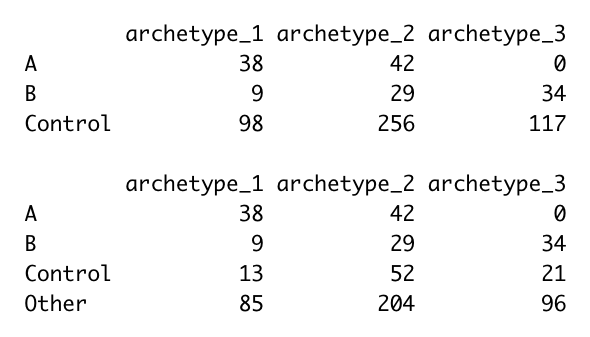 archetype_1 archetype_2 archetype_3
A 38 42 0
B 9 29 34
Control 98 256 117
archetype_1 archetype_2 archetype_3
A 38 42 0
B 9 29 34
Control 13 52 21
Other 85 204 96